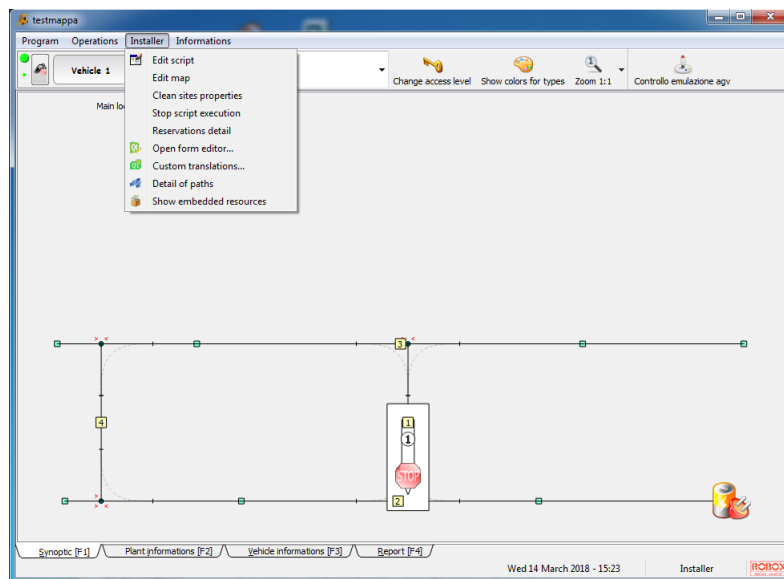 testmappa
Program Operations Installer Informations
Vehicle 1
Change access level Show colors for types Zoom 1:1 Controllo emulazione agv
Edit script
Edit map
Clean sites properties
Stop script execution
Reservations detail
Open form editor...
Custom translations...
Detail of paths
Show embedded resources
Main lo
3
4
1
1
STOP
2
Synoptic [F1] Plant informations [F2] Vehicle informations [F3] Report [F4]
Wed 14 March 2018 - 15:23 Installer ROBOX